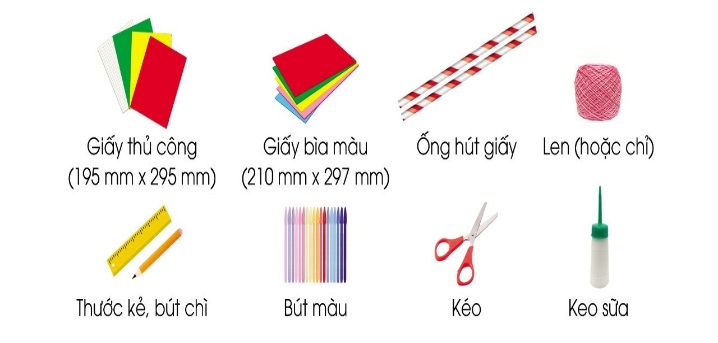 Giấy thủ công
(195 mm x 295 mm)
Giấy bìa màu
(210 mm x 297 mm)
Ống hút giấy
Len (hoặc chỉ)
Thước kẻ, bút chì
Bút màu
Kéo
Keo sữa